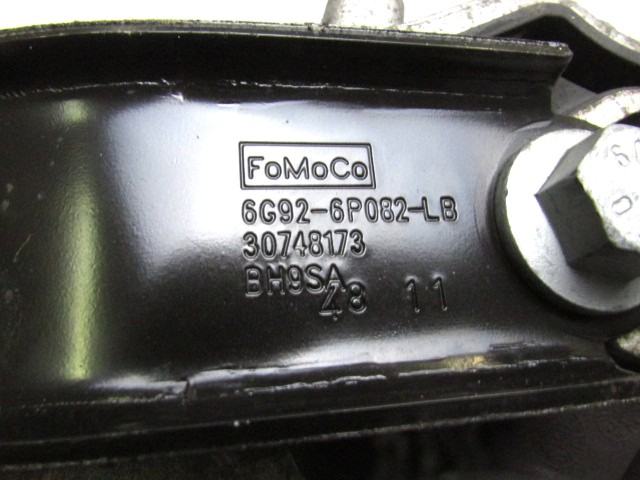 FoMoCo
6G92-6P082-LB
30748173
BH9SA
48 11